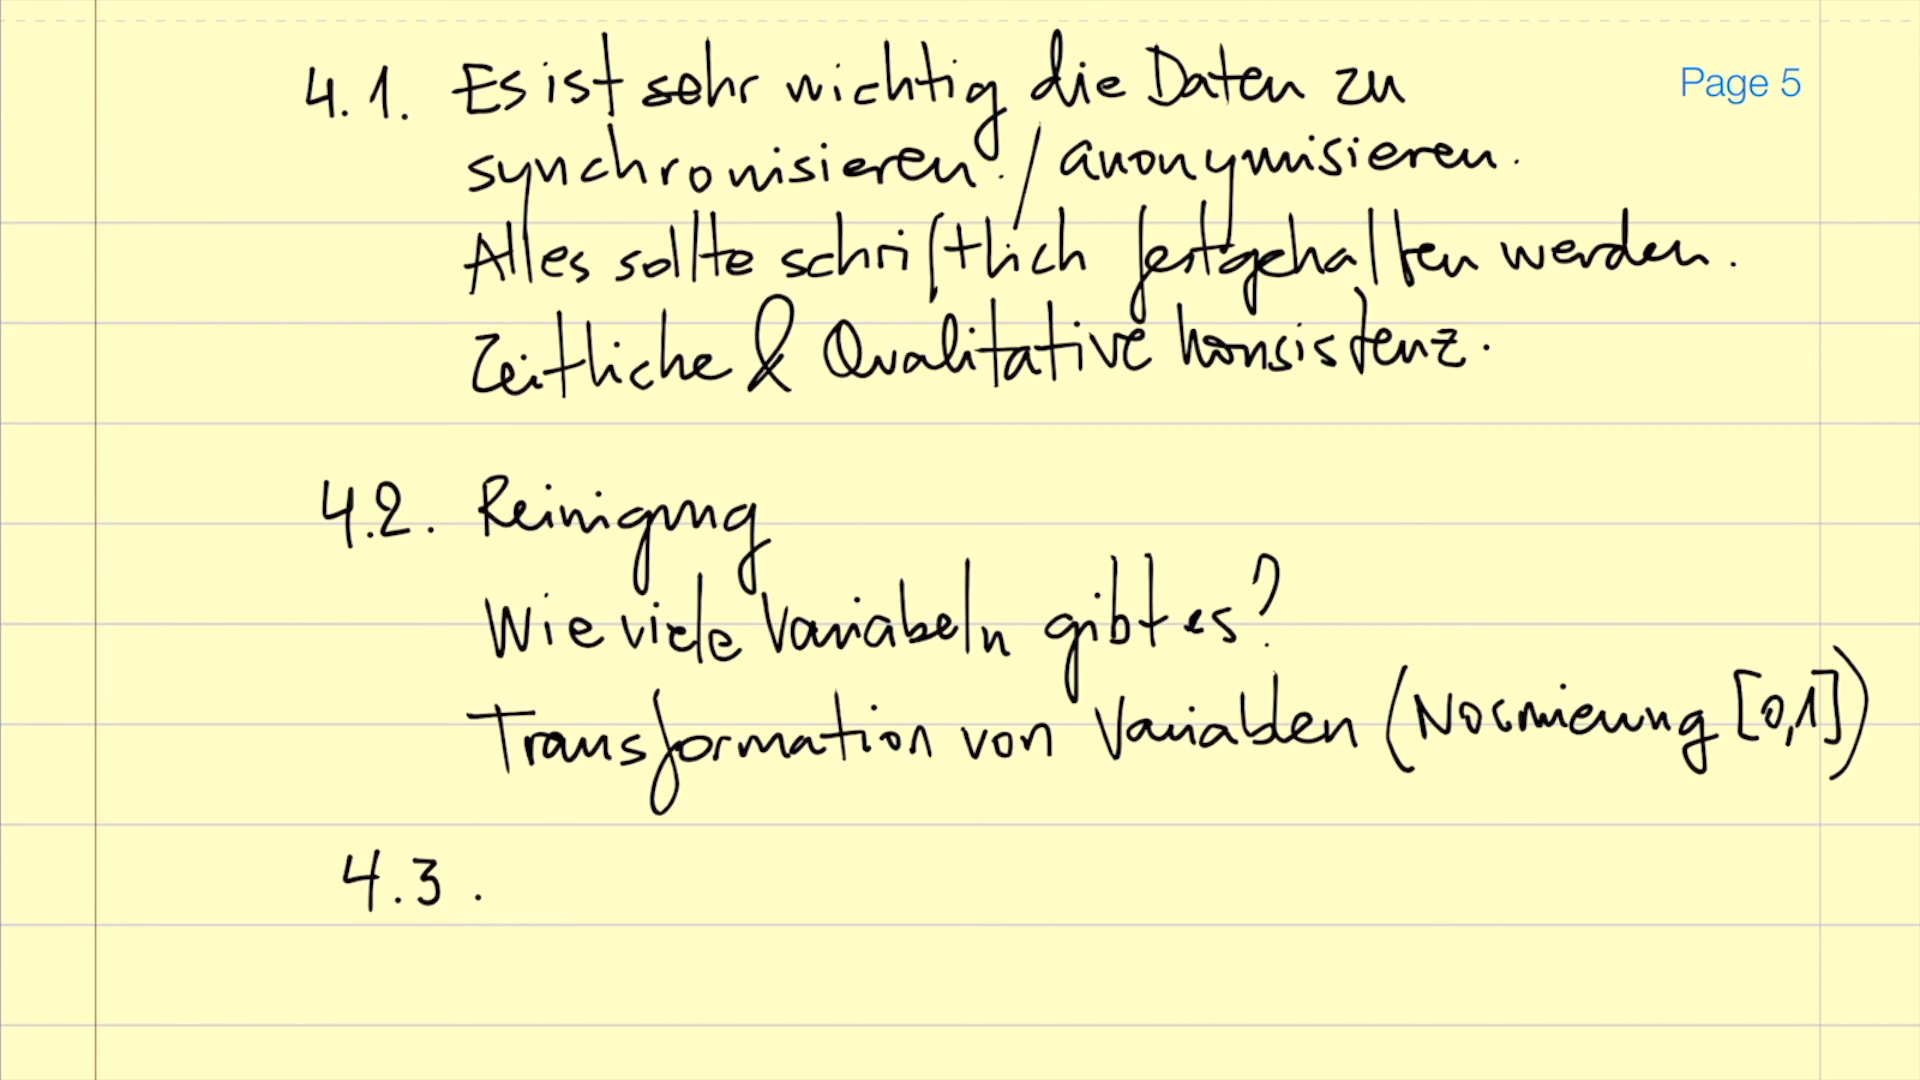 Page 5
4.1. Es ist sehr wichtig die Daten zu
synchronisieren. / anonymisieren.
Alles sollte schriftlich festgehalten werden.
Zeitliche & Qualitative Konsistenz.
4.2. Reinigung
Wie viele Variabeln gibt es?
Transformation von Variablen (Normierung [0,1])
4.3.